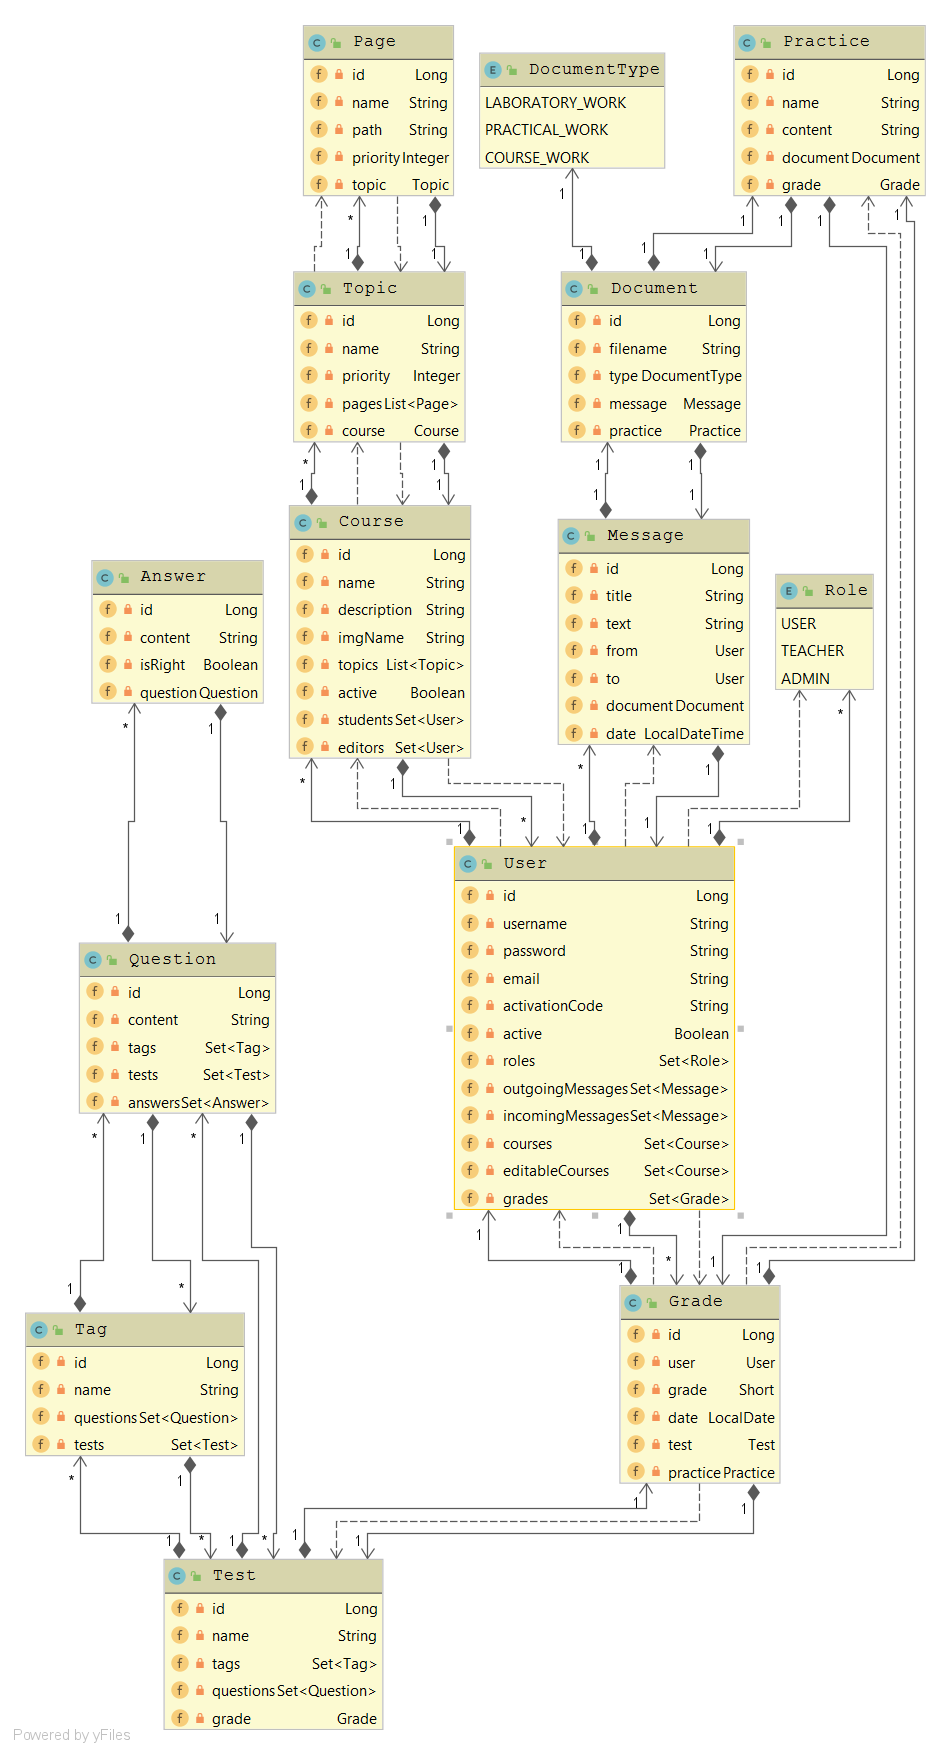 Page
id Long
name String
path String
priority Integer
topic Topic
DocumentType
LABORATORY_WORK
PRACTICAL_WORK
COURSE_WORK
Practice
id Long
name String
content String
document Document
grade Grade
Topic
id Long
name String
priority Integer
pages List<Page>
course Course
Document
id Long
filename String
type DocumentType
message Message
practice Practice
Course
id Long
name String
description String
imgName String
topics List<Topic>
active Boolean
students Set<User>
editors Set<User>
Message
id Long
title String
text String
from User
to User
document Document
date LocalDateTime
Answer
id Long
content String
isRight Boolean
question Question
Role
USER
TEACHER
ADMIN
User
id Long
username String
password String
email String
activationCode String
active Boolean
roles Set<Role>
outgoingMessages Set<Message>
incomingMessages Set<Message>
courses Set<Course>
editableCourses Set<Course>
grades Set<Grade>
Question
id Long
content String
tags Set<Tag>
tests Set<Test>
answers Set<Answer>
Tag
id Long
name String
questions Set<Question>
tests Set<Test>
Grade
id Long
user User
grade Short
date LocalDate
test Test
practice Practice
Test
id Long
name String
tags Set<Tag>
questions Set<Question>
grade Grade
Powered by yFiles